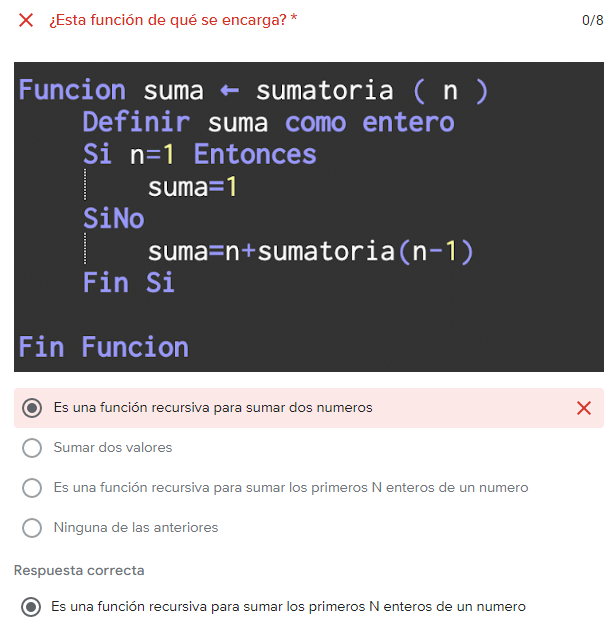 ¿Esta función de qué se encarga? *
0/8
Funcion suma ← sumatoria ( n )
Definir suma como entero
Si n=1 Entonces
suma=1
SiNo
suma=n+sumatoria(n-1)
Fin Si
Fin Funcion
Es una función recursiva para sumar dos numeros
Sumar dos valores
Es una función recursiva para sumar los primeros N enteros de un numero
Ninguna de las anteriores
Respuesta correcta
Es una función recursiva para sumar los primeros N enteros de un numero